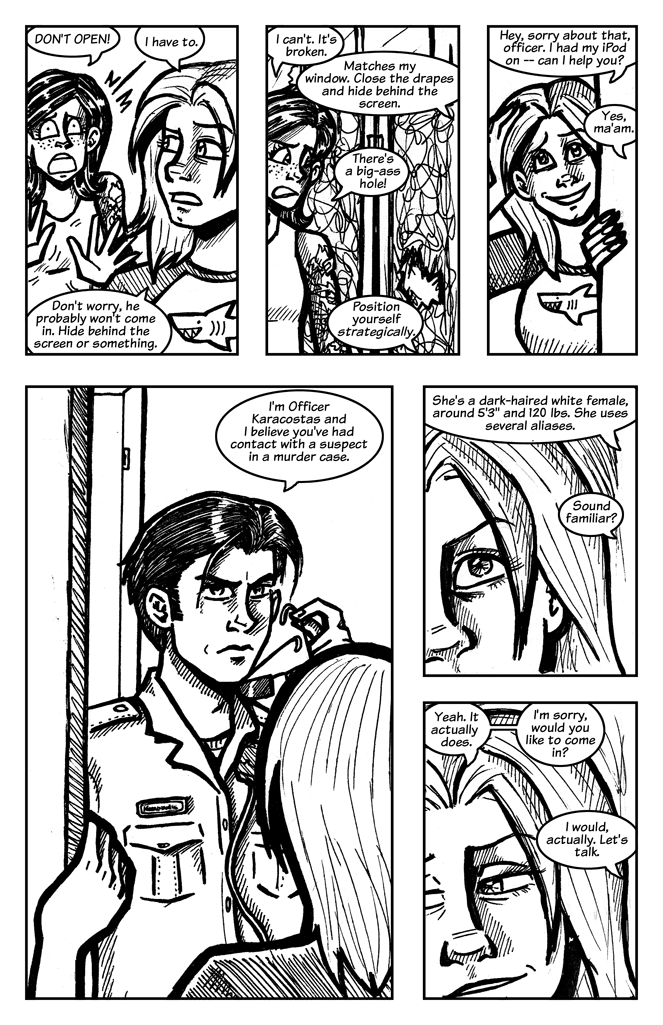 DON'T OPEN!
I have to.
Don't worry, he
probably won't come
in. Hide behind the
screen or something.
I can't. It's
broken.
Matches my
window. Close the drapes
and hide behind the
screen.
There's
a big-ass
hole!
Position
yourself
strategically.
Hey, sorry about that,
officer. I had my iPod
on -- can I help you?
Yes,
ma'am.
I'm Officer
Karacostas and
I believe you've had
contact with a suspect
in a murder case.
She's a dark-haired white female,
around 5'3" and 120 lbs. She uses
several aliases.
Sound
familiar?
Yeah. It
actually
does.
I'm sorry,
would you
like to come
in?
I would,
actually. Let's
talk.